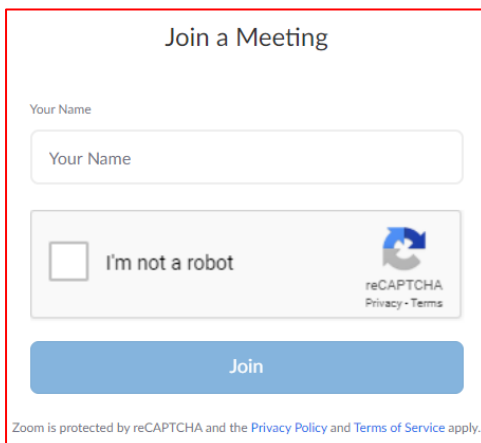 Join a Meeting
Your Name
Your Name
I'm not a robot
reCAPTCHA
Privacy - Terms
Join
Zoom is protected by reCAPTCHA and the Privacy Policy and Terms of Service apply.